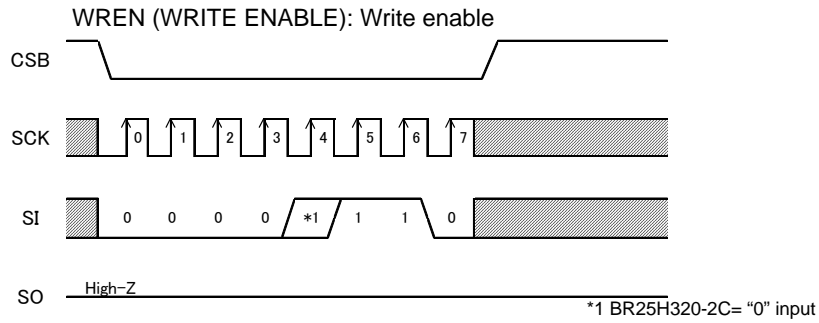 WREN (WRITE ENABLE): Write enable
CSB
SCK 0 1 2 3 4 5 6 7
SI 0 0 0 0 *1 1 1 0
SO High-Z
*1 BR25H320-2C= “0” input